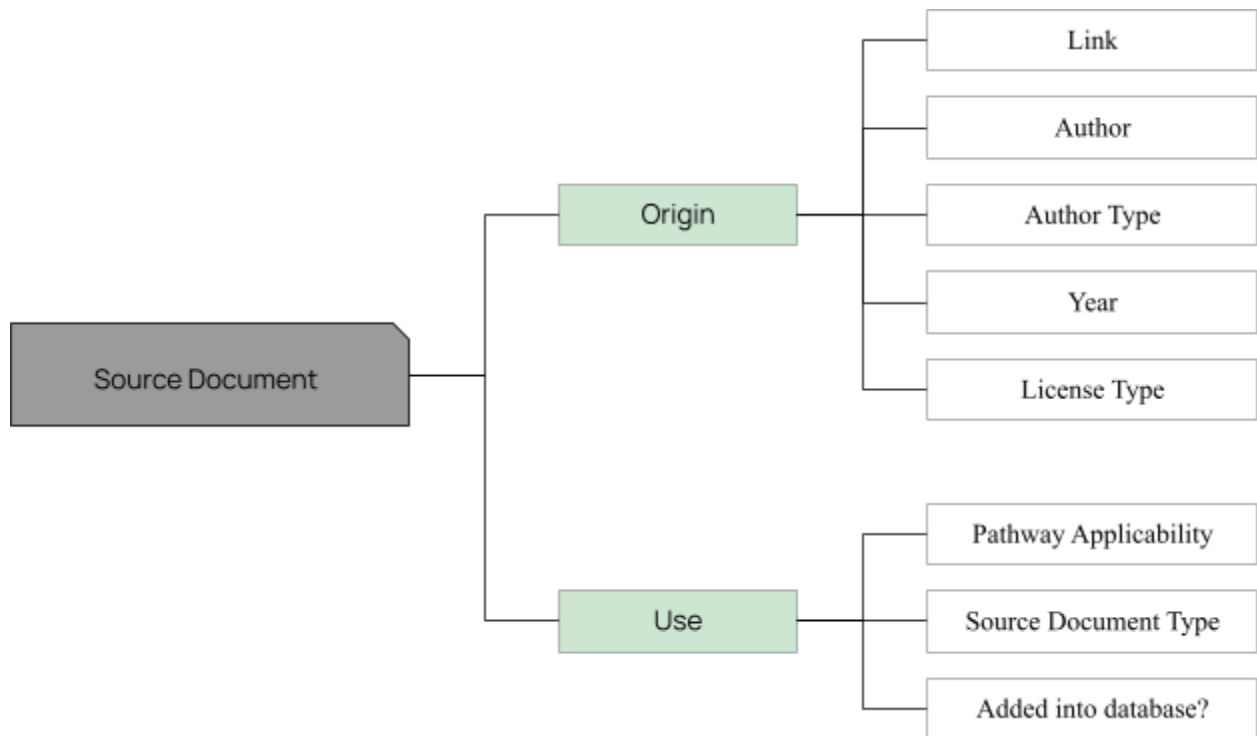 Source Document
Origin
Link
Author
Author Type
Year
License Type
Use
Pathway Applicability
Source Document Type
Added into database?